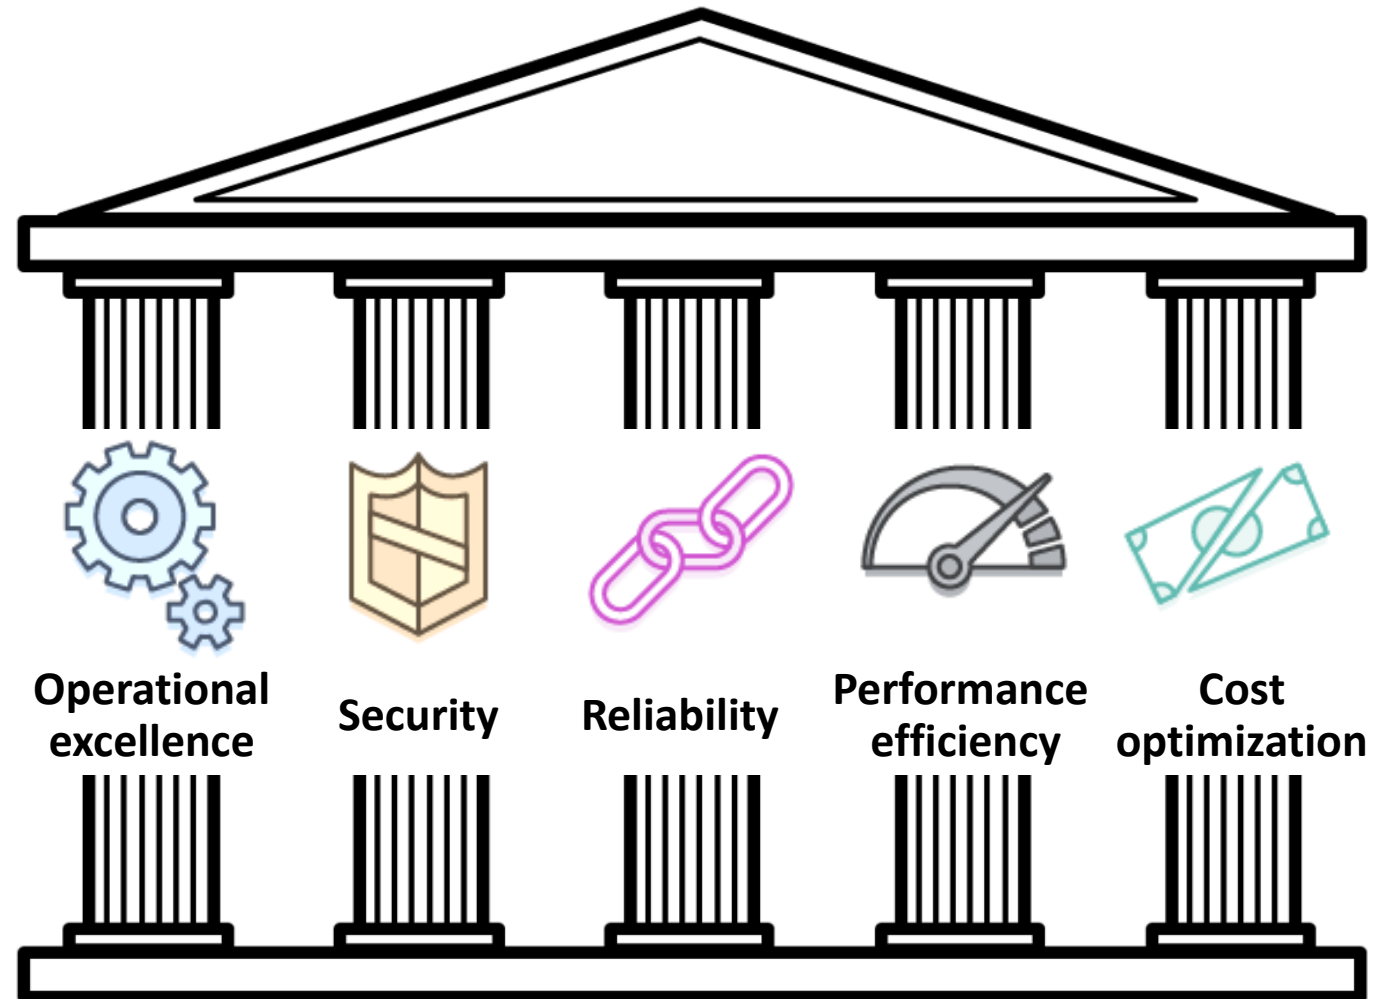 Operational
excellence
Security
Reliability
Performance
efficiency
Cost
optimization